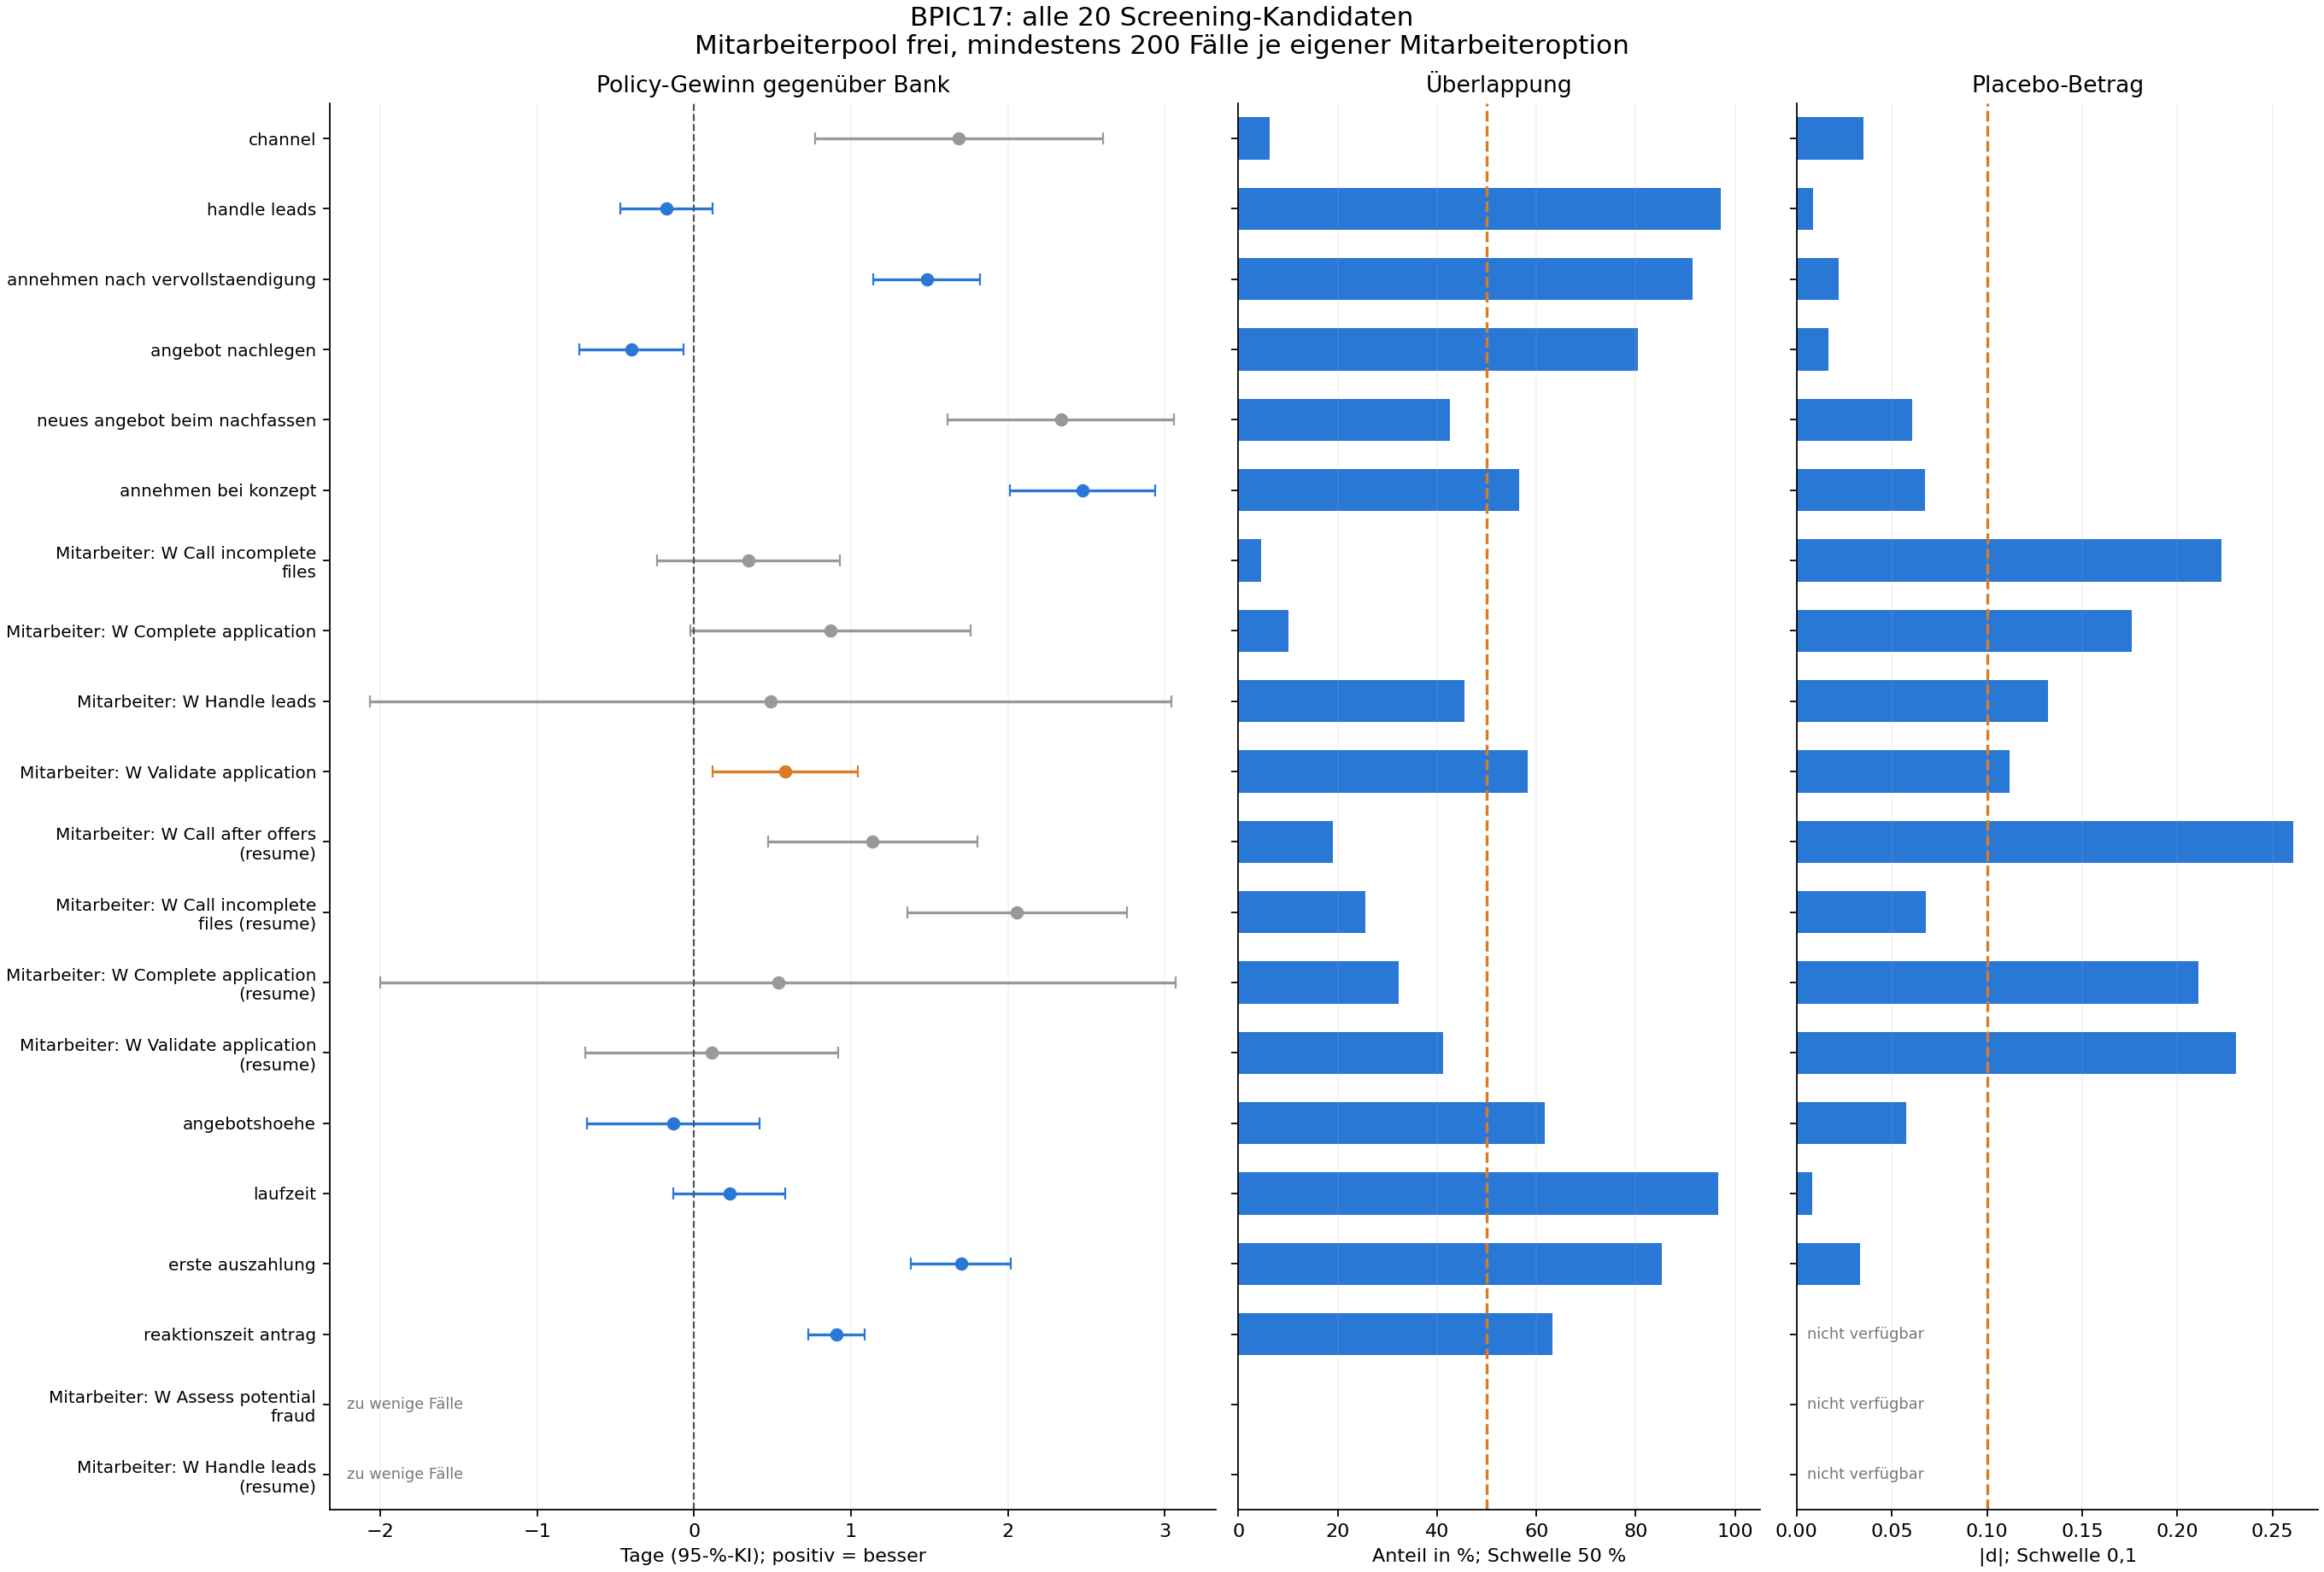 BPIC17: alle 20 Screening-Kandidaten
Mitarbeiterpool frei, mindestens 200 Fälle je eigener Mitarbeiteroption
Policy-Gewinn gegenüber Bank
Überlappung
Placebo-Betrag
channel
handle leads
annehmen nach vervollstaendigung
angebot nachlegen
neues angebot beim nachfassen
annehmen bei konzept
Mitarbeiter: W Call incomplete
files
Mitarbeiter: W Complete application
Mitarbeiter: W Handle leads
Mitarbeiter: W Validate application
Mitarbeiter: W Call after offers
(resume)
Mitarbeiter: W Call incomplete
files (resume)
Mitarbeiter: W Complete application
(resume)
Mitarbeiter: W Validate application
(resume)
angebotshoehe
laufzeit
erste auszahlung
reaktionszeit antrag
nicht verfügbar
Mitarbeiter: W Assess potential
fraud
zu wenige Fälle
nicht verfügbar
Mitarbeiter: W Handle leads
(resume)
zu wenige Fälle
nicht verfügbar
−2 −1 0 1 2 3
0 20 40 60 80 100
0.00 0.05 0.10 0.15 0.20 0.25
Tage (95-%-KI); positiv = besser
Anteil in %; Schwelle 50 %
|d|; Schwelle 0,1